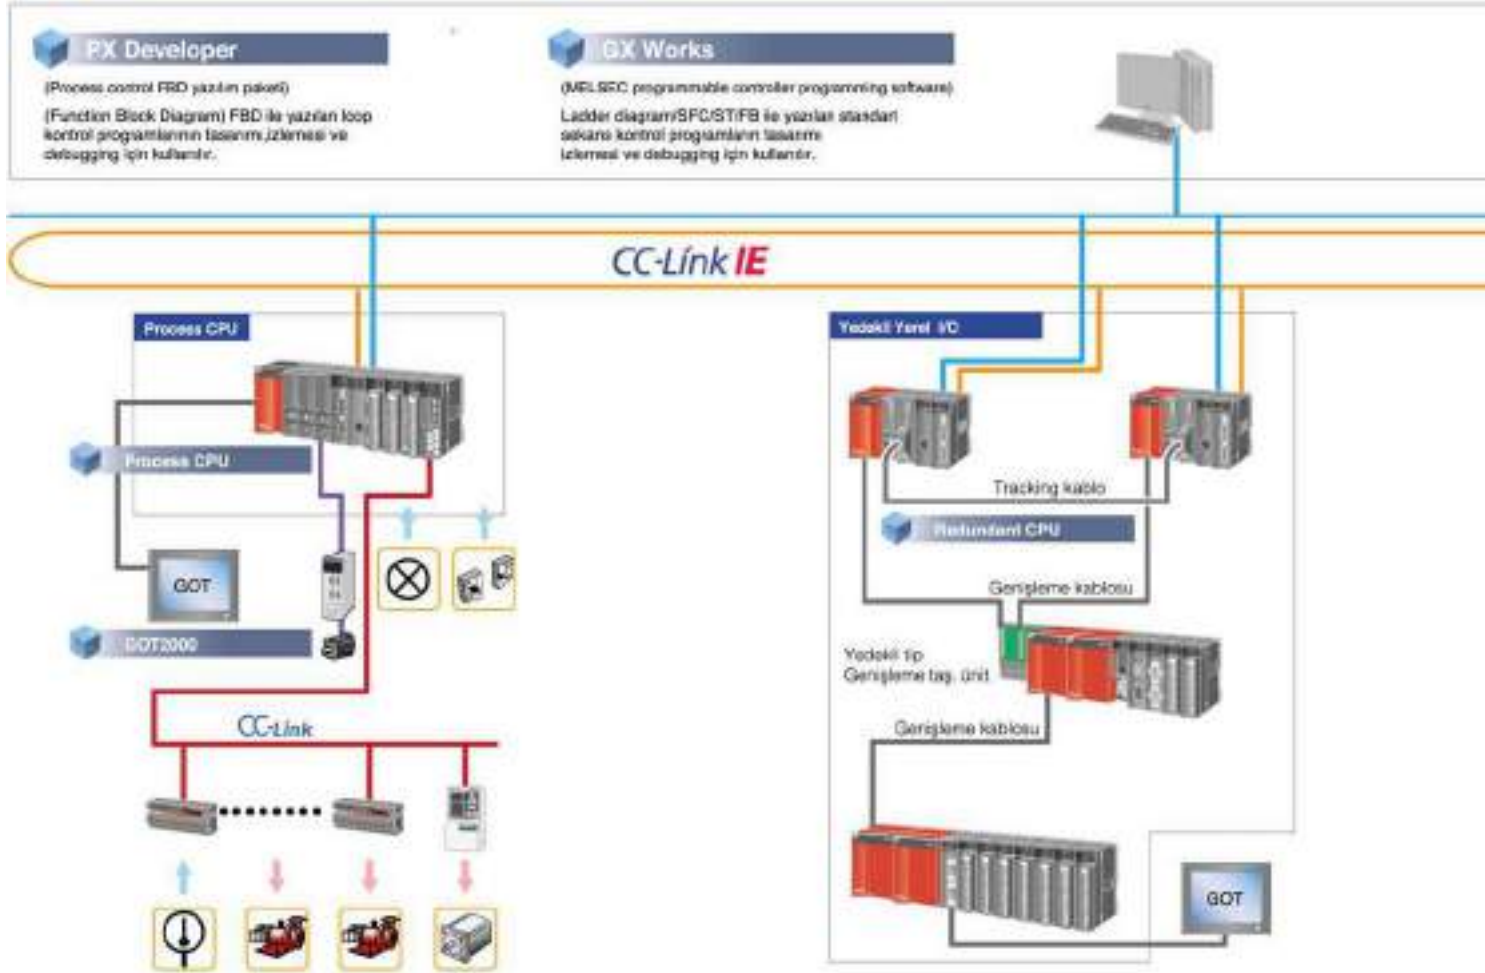 PX Developer
(Process control FBD yazılım paketi)
(Function Block Diagram) FBD ile yazılan loop
kontrol programlarının tasarımı,izlemesi ve
debugging için kullanılır.
GX Works
(MELSEC programmable controller programming software)
Ladder diagram/SFC/ST/FB ile yazılan standart
sekans kontrol programların tasarımı
izlemesi ve debugging için kullanılır.
CC-Link IE
Process CPU
Process CPU
GOT
GOT2000
CC-Link
Yedekli Yerel I/C
Tracking kablo
Redundant CPU
Genişleme kablosu
Yedekli tip
Genişleme taş. ünit
Genişleme kablosu
GOT